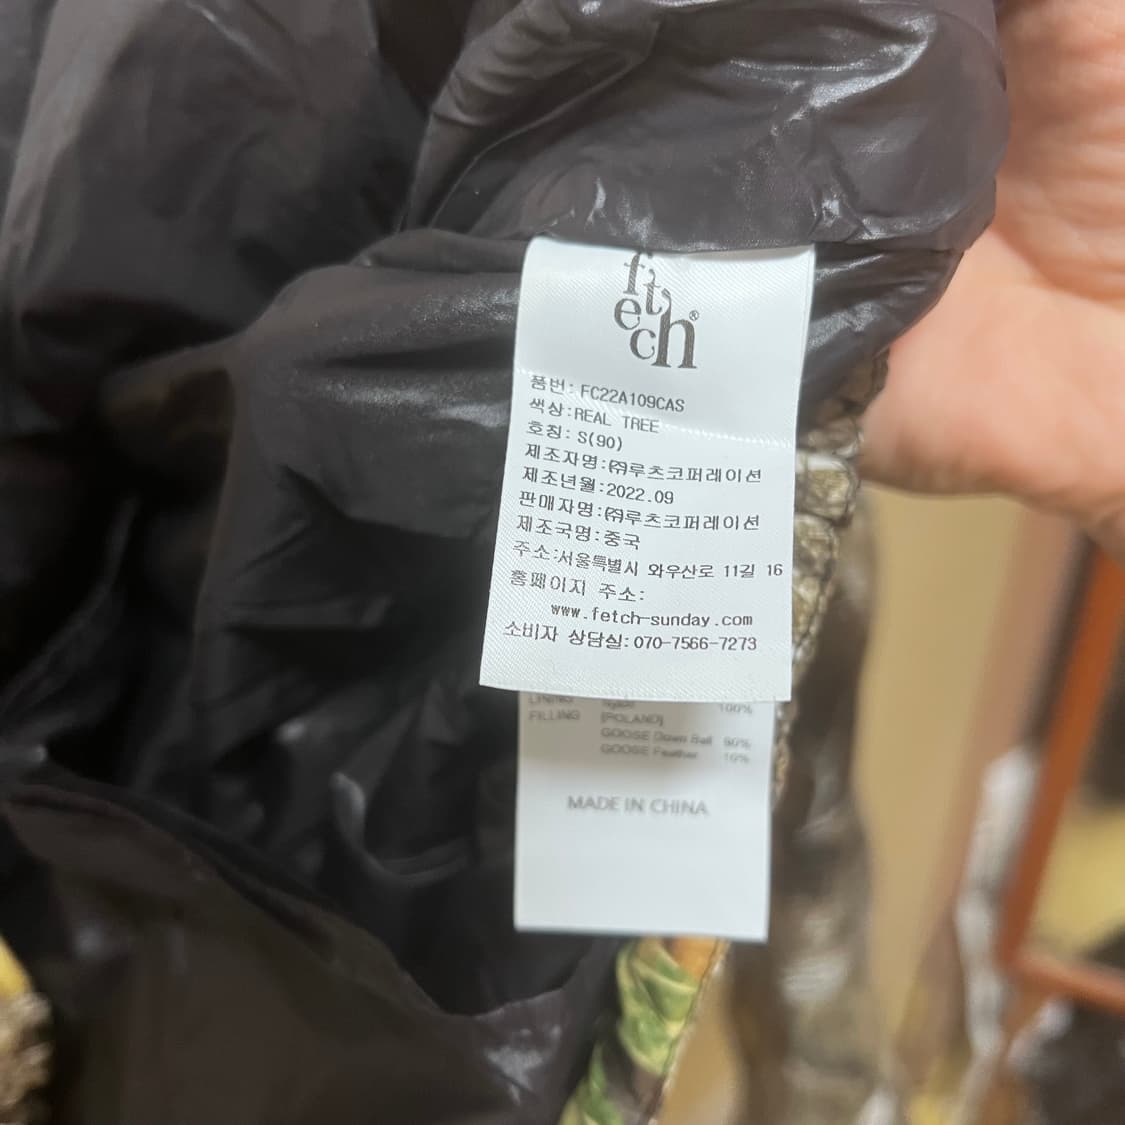 fetch®
품번: FC22A109CAS
색상:REAL TREE
호칭: S(90)
제조자명:㈜루츠코퍼레이션
제조년월:2022.09
판매자명:㈜루츠코퍼레이션
제조국명:중국
주소:서울특별시 와우산로 11길 16
홈페이지 주소:
www.fetch-sunday.com
소비자 상담실:070-7566-7273
LINING 100%
FILLING [POLAND]
GOOSE Down Ball 90%
GOOSE Feather 10%
MADE IN CHINA